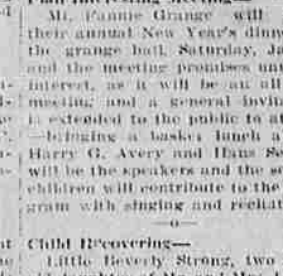 Mt. Fannie Grange will
their annual New Year's dinn
the grange hall, Saturday, Ja
and the meeting promises un
interest, as it will be an all
meeting and a general invita
is extended to the public to at
—bringing a basket lunch a
Harry G. Avery and Hans Se
will be the speakers and the sc
children will contribute to the
gram with singing and recitat
—o—
Child Recovering—
Little Beverly Strong, two